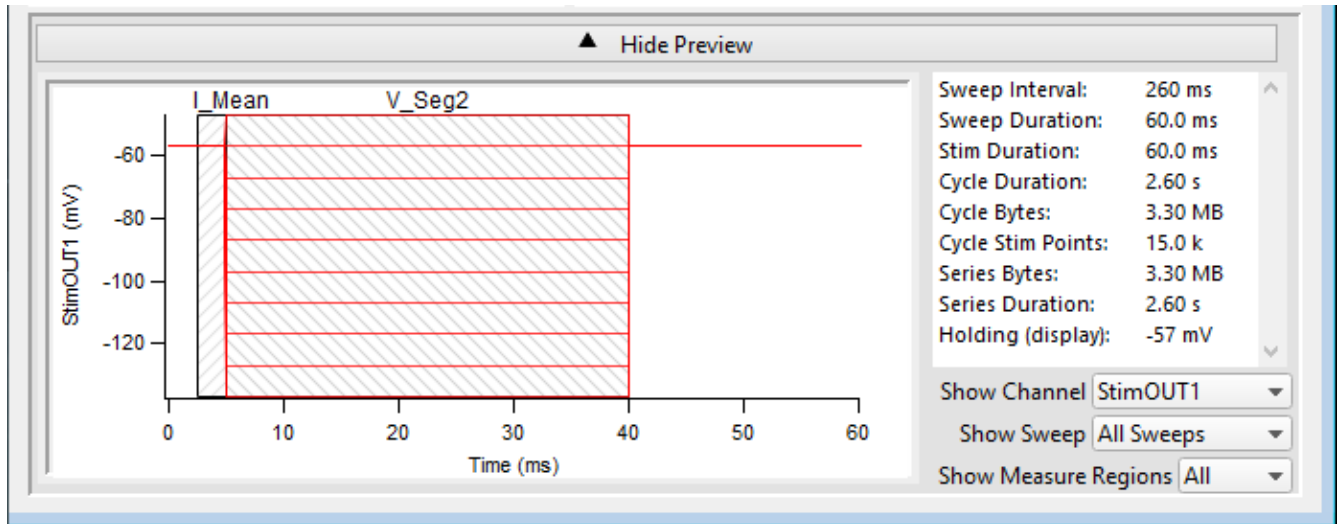 ▲ Hide Preview
I_Mean V_Seg2
StimOUT1 (mV)
-60
-80
-100
-120
0 10 20 30 40 50 60
Time (ms)
Sweep Interval: 260 ms
Sweep Duration: 60.0 ms
Stim Duration: 60.0 ms
Cycle Duration: 2.60 s
Cycle Bytes: 3.30 MB
Cycle Stim Points: 15.0 k
Series Bytes: 3.30 MB
Series Duration: 2.60 s
Holding (display): -57 mV
Show Channel StimOUT1
Show Sweep All Sweeps
Show Measure Regions All